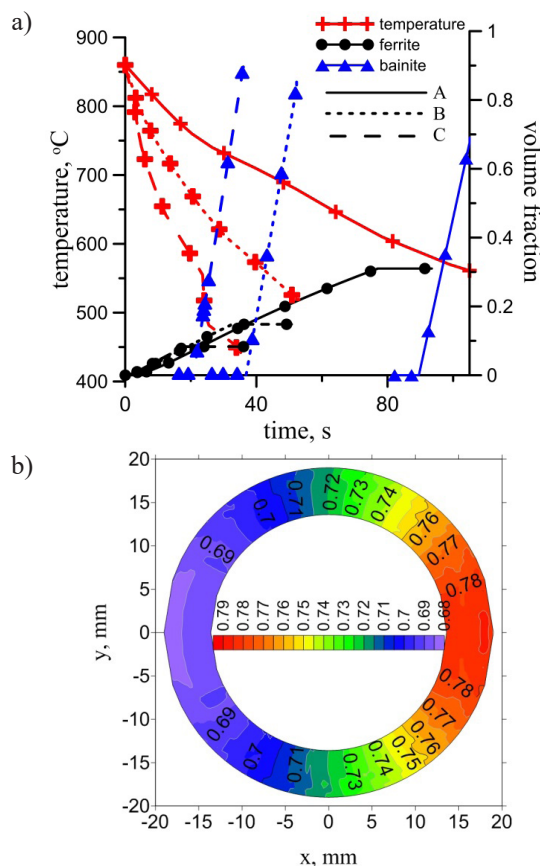 a)
temperature
ferrite
bainite
A
B
C
temperature, °C
900
800
700
600
500
400
0 40 80
time, s
1
0.8
0.6
0.4
0.2
0
volume fraction
b)
20
15
10
5
0
-5
-10
-15
-20
y, mm
-20 -15 -10 -5 0 5 10 15 20
x, mm
0.69
0.7
0.71
0.72
0.73
0.74
0.76
0.77
0.78
0.79 0.78 0.77 0.76 0.75 0.74 0.73 0.72 0.71 0.7 0.69 0.68
0.69
0.7
0.71
0.73
0.74
0.75
0.76
0.77
0.78